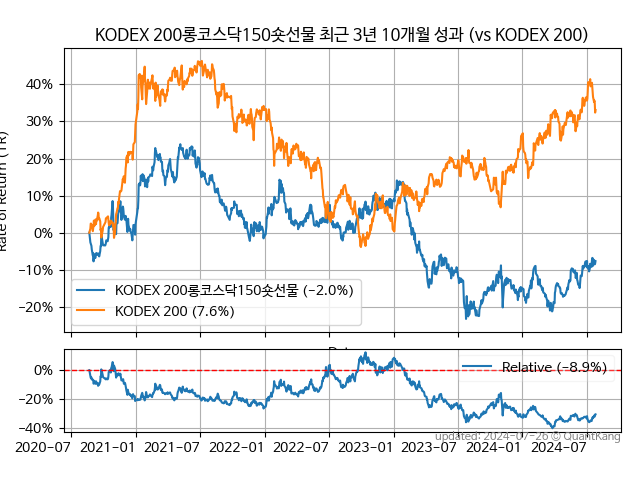 KODEX 200롱코스닥150숏선물 최근 3년 10개월 성과 (vs KODEX 200)
40%
30%
20%
10%
0%
−10%
−20%
Rate of Return (TR)
KODEX 200롱코스닥150숏선물 (−2.0%)
KODEX 200 (7.6%)
0%
−20%
−40%
Relative (−8.9%)
2020-07 2021-01 2021-07 2022-01 2022-07 2023-01 2023-07 2024-01 2024-07
updated: 2024-07-26 © QuantKang